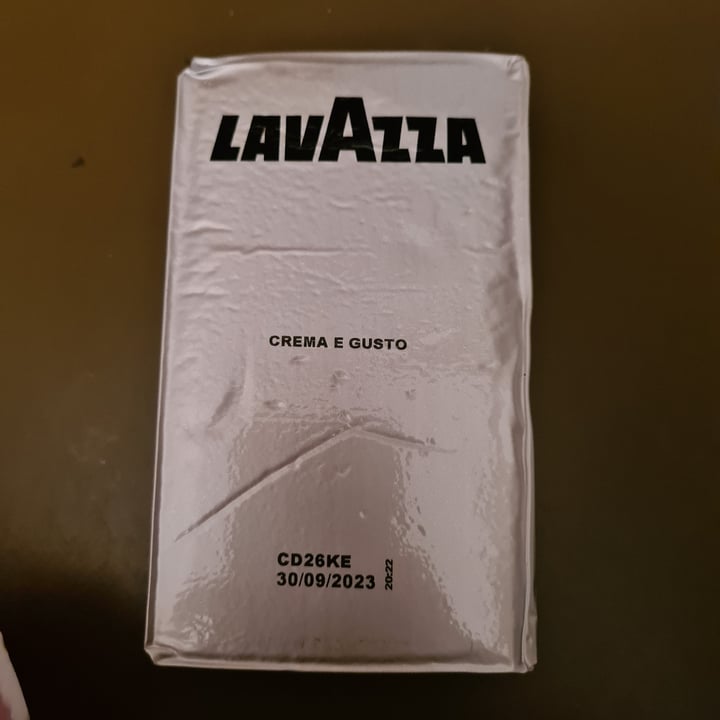 LAVAZZA
CREMA E GUSTO
CD26KE
30/09/2023 20:22